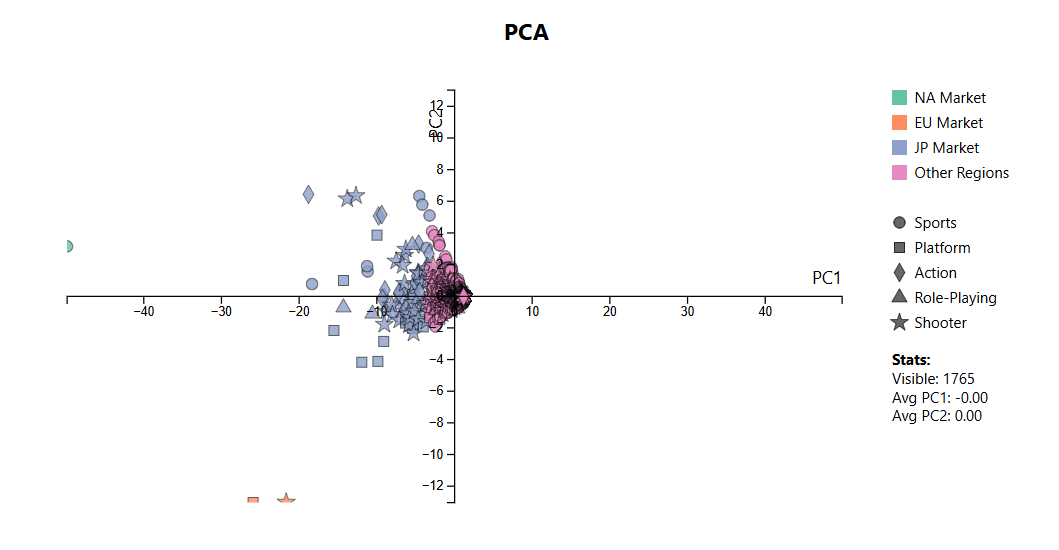 PCA
NA Market
EU Market
JP Market
Other Regions
Sports
Platform
Action
Role-Playing
Shooter
Stats:
Visible: 1765
Avg PC1: -0.00
Avg PC2: 0.00
PC1
PC2
12
10
8
6
4
2
0
−2
−4
−6
−8
−10
−12
−40
−30
−20
−10
10
20
30
40